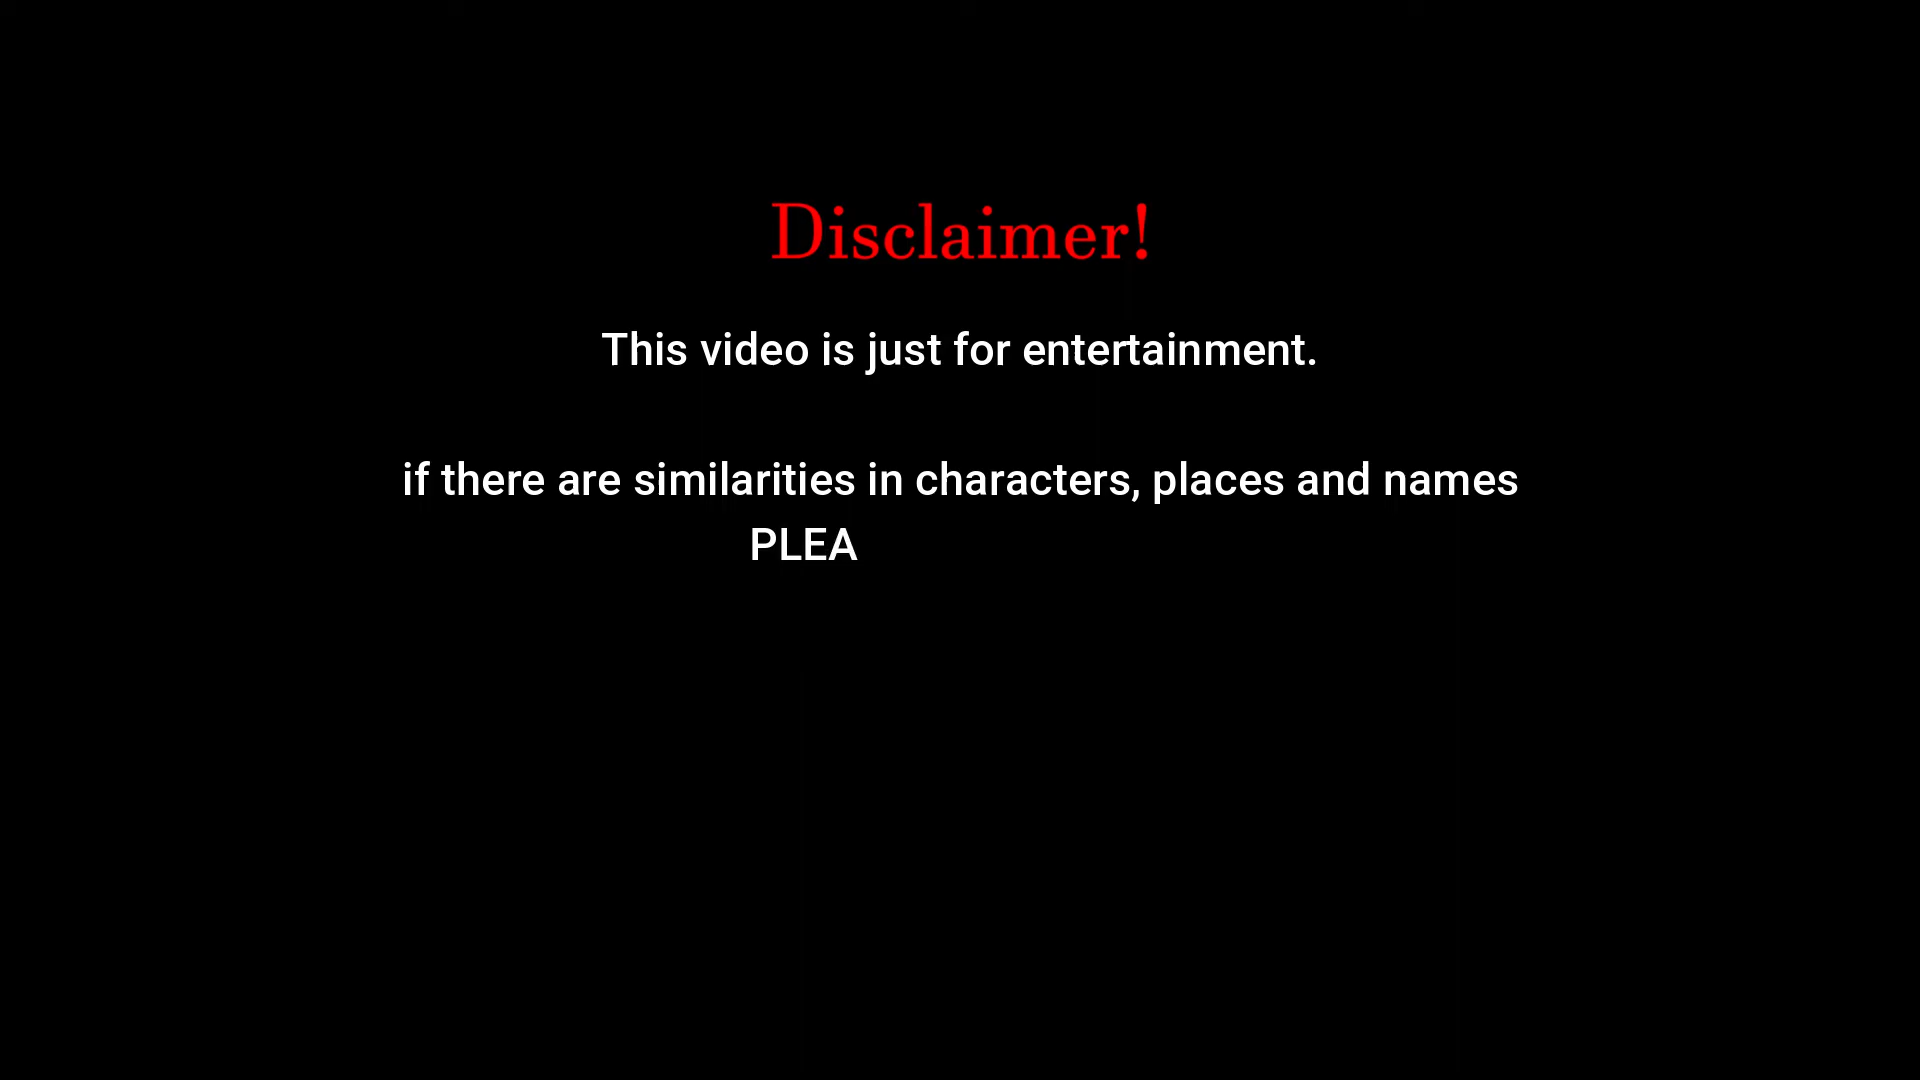 Disclaimer!
This video is just for entertainment.
if there are similarities in characters, places and names
PLEA